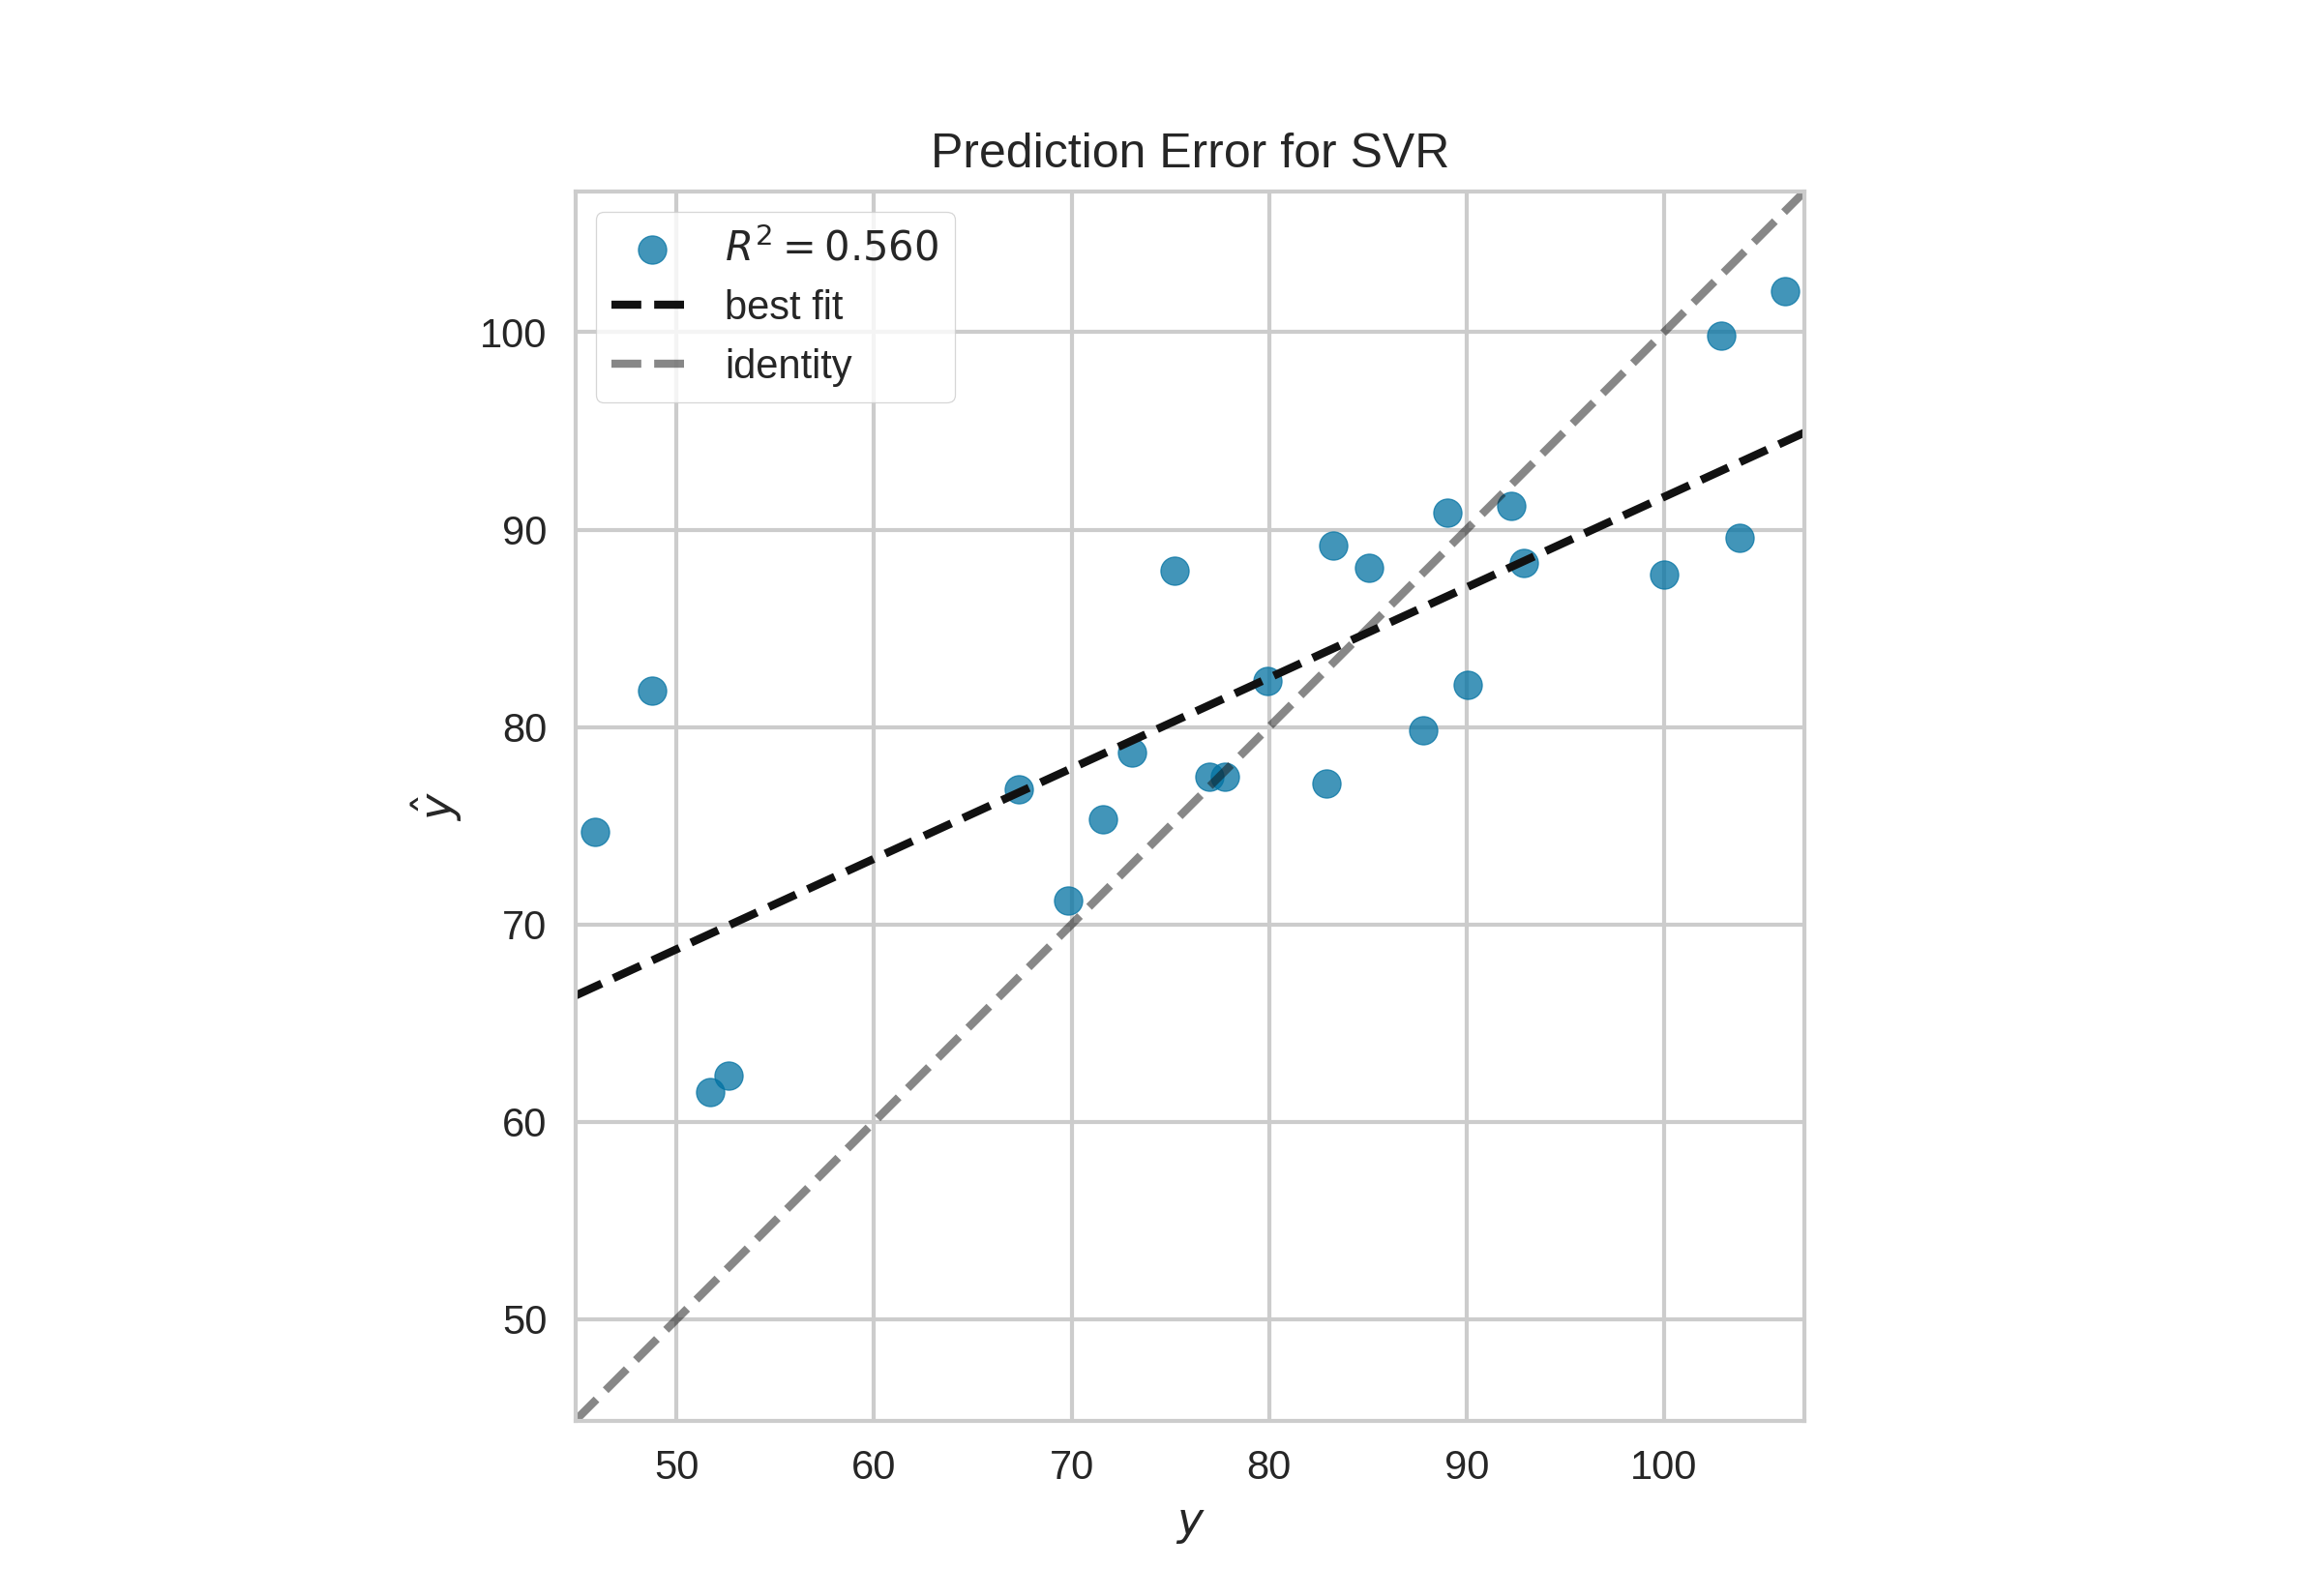 Prediction Error for SVR
R² = 0.560
best fit
identity
100
90
80
70
60
50
ŷ
50 60 70 80 90 100
y